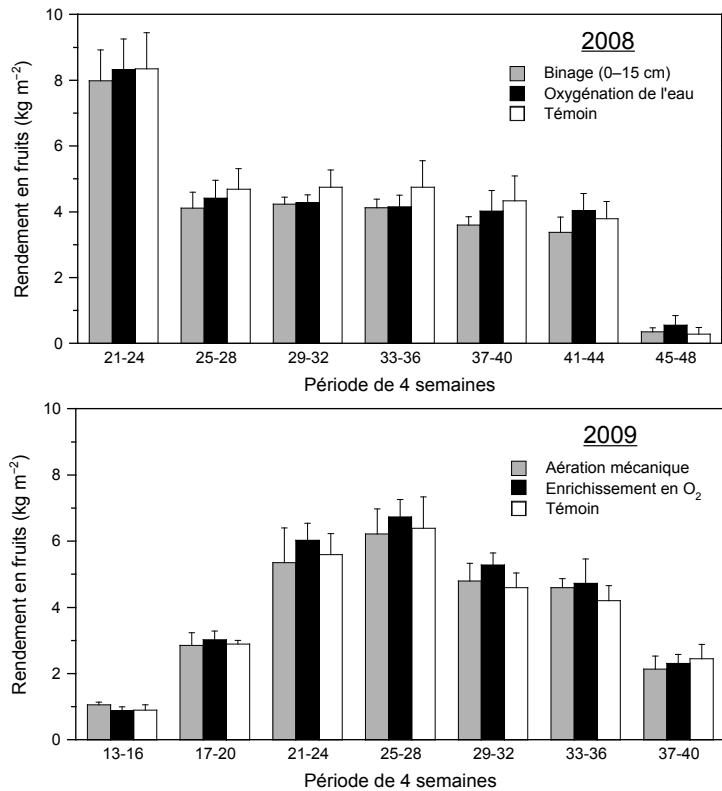 Rendement en fruits (kg m⁻²)
10
8
6
4
2
0
2008
Binage (0–15 cm)
Oxygénation de l'eau
Témoin
21-24 25-28 29-32 33-36 37-40 41-44 45-48
Période de 4 semaines
Rendement en fruits (kg m⁻²)
10
8
6
4
2
0
2009
Aération mécanique
Enrichissement en O₂
Témoin
13-16 17-20 21-24 25-28 29-32 33-36 37-40
Période de 4 semaines